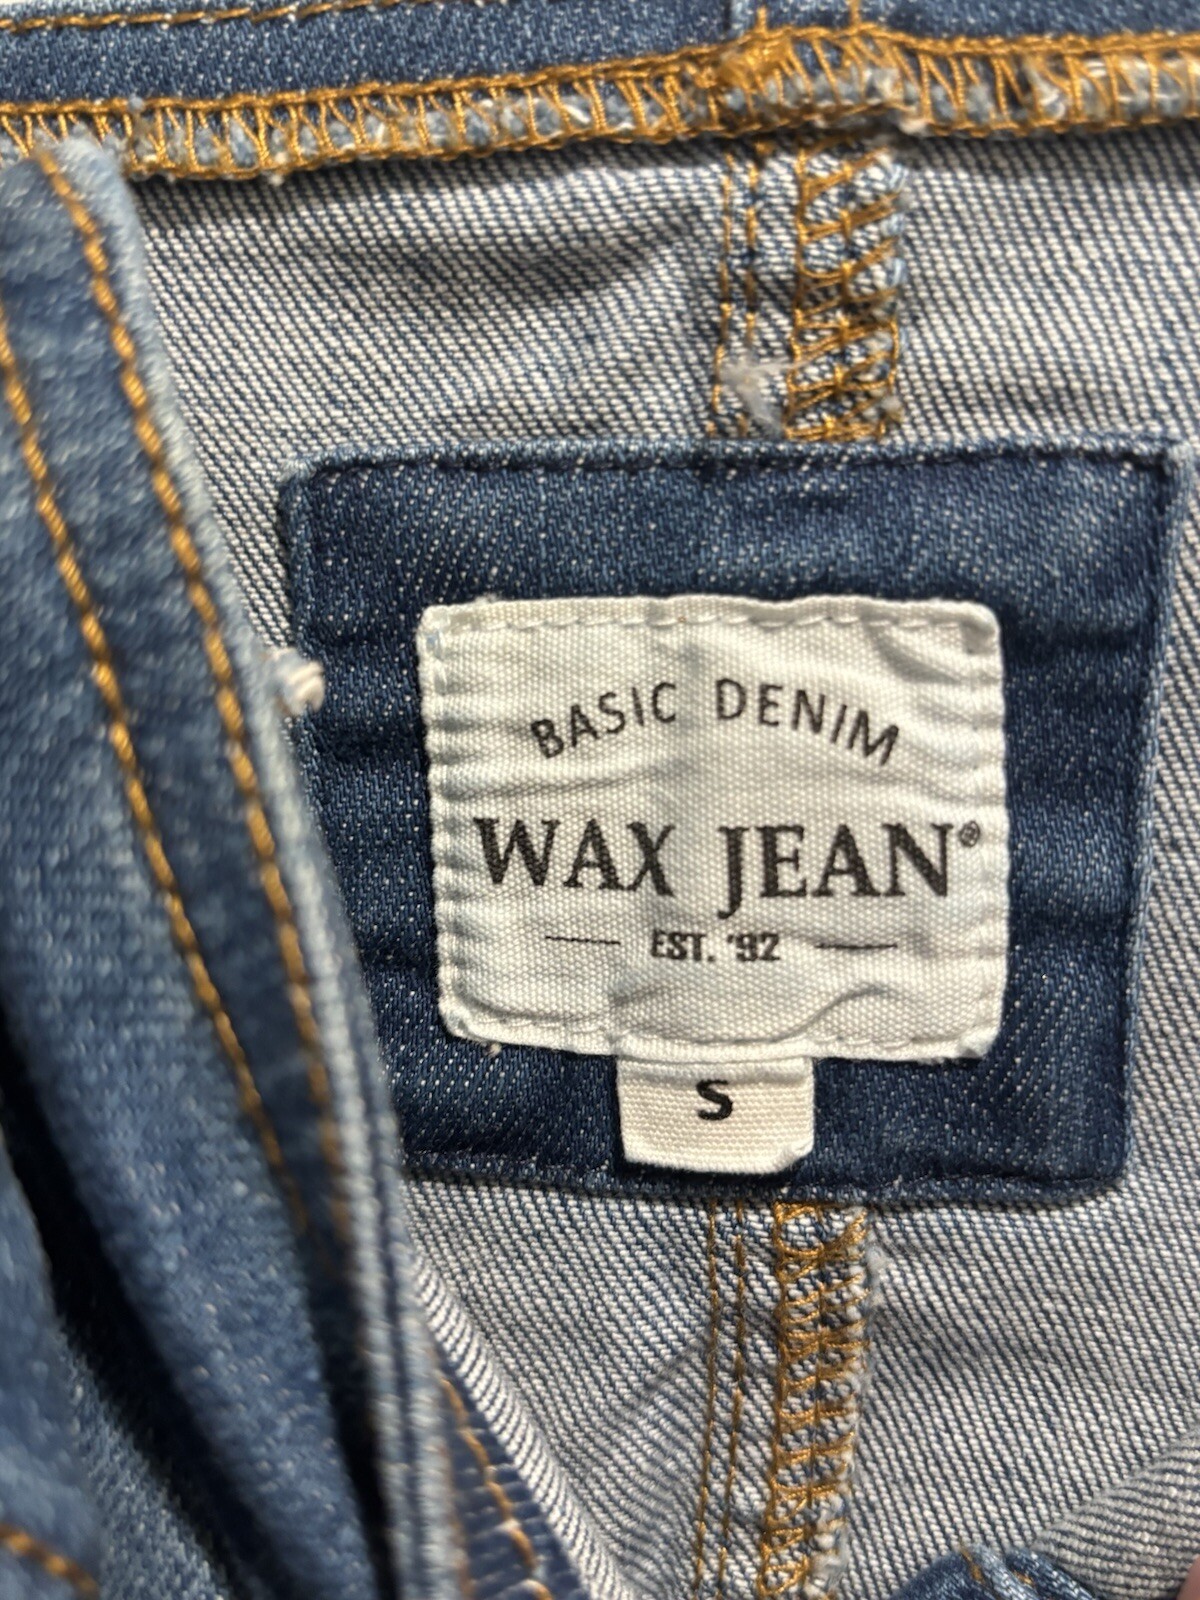 BASIC DENIM
WAX JEAN®
EST. '92
S